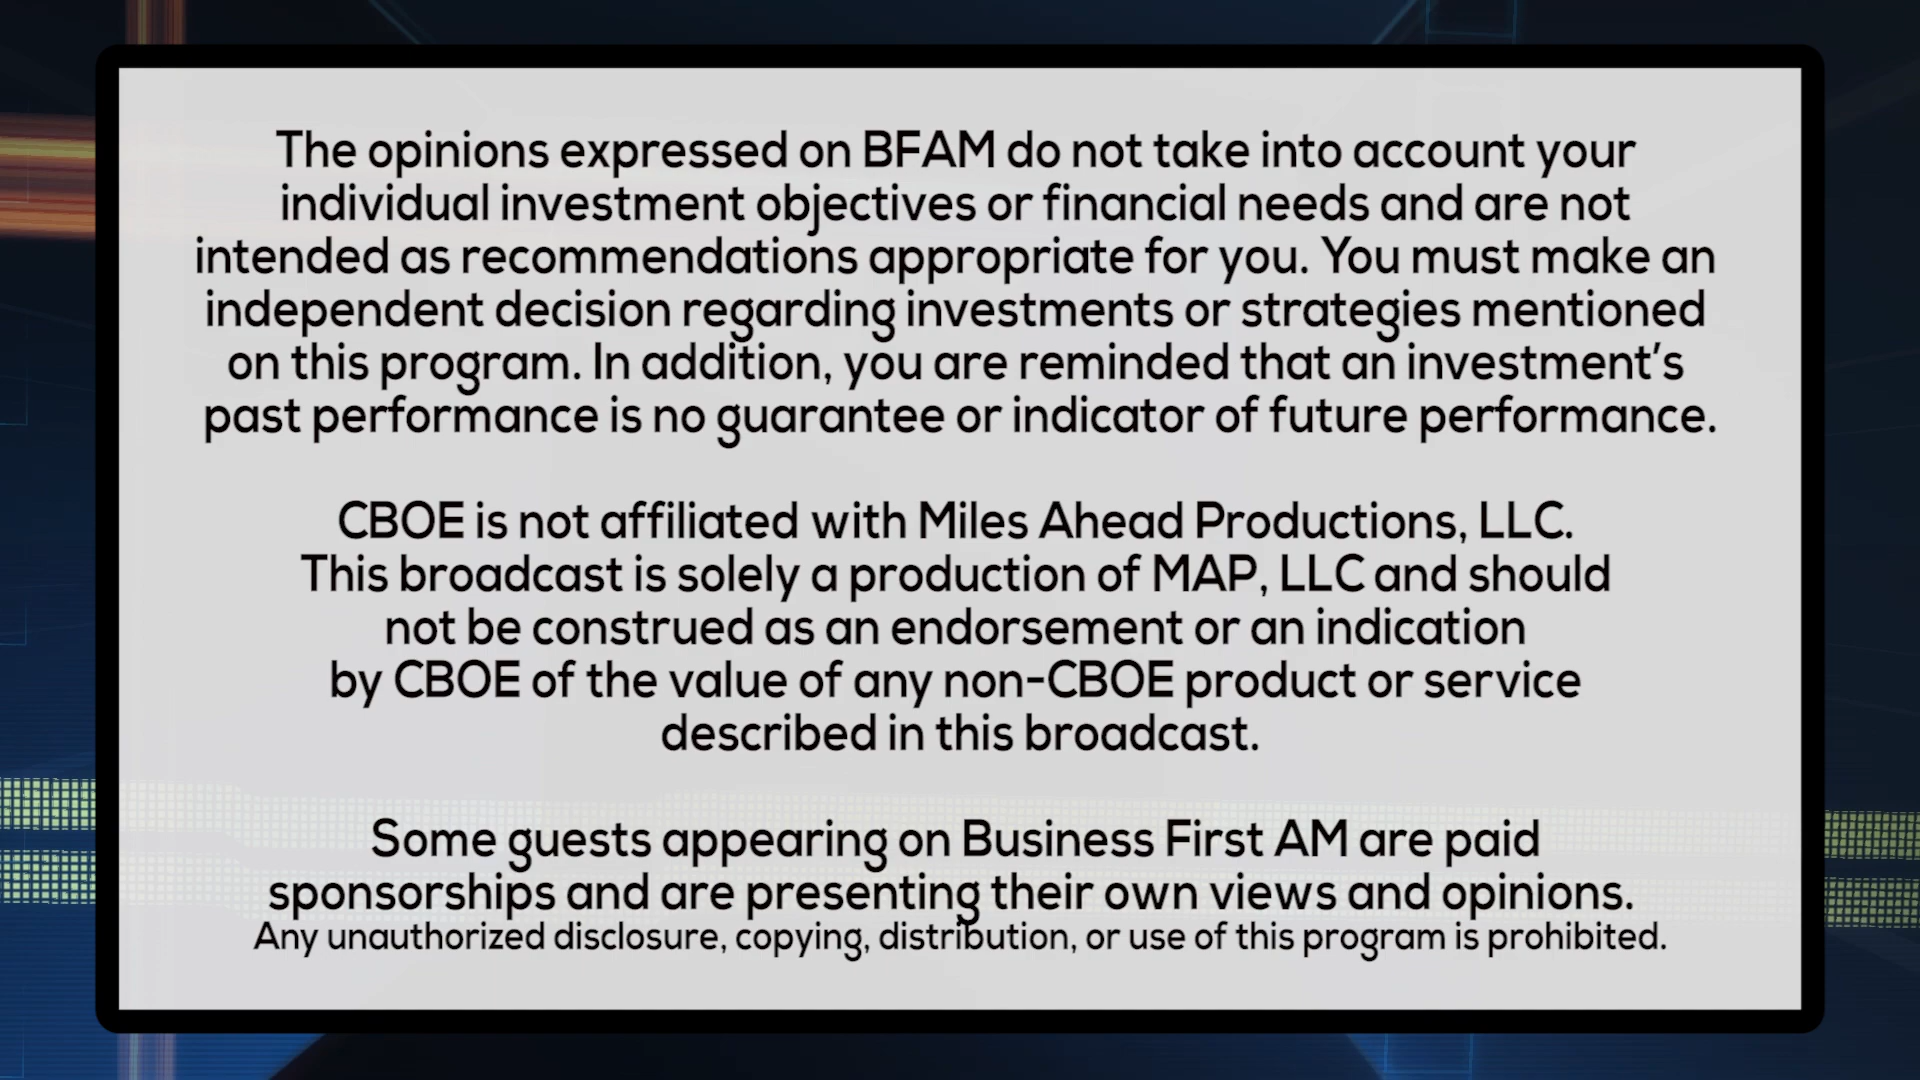 The opinions expressed on BFAM do not take into account your
individual investment objectives or financial needs and are not
intended as recommendations appropriate for you. You must make an
independent decision regarding investments or strategies mentioned
on this program. In addition, you are reminded that an investment’s
past performance is no guarantee or indicator of future performance.
CBOE is not affiliated with Miles Ahead Productions, LLC.
This broadcast is solely a production of MAP, LLC and should
not be construed as an endorsement or an indication
by CBOE of the value of any non-CBOE product or service
described in this broadcast.
Some guests appearing on Business First AM are paid
sponsorships and are presenting their own views and opinions.
Any unauthorized disclosure, copying, distribution, or use of this program is prohibited.